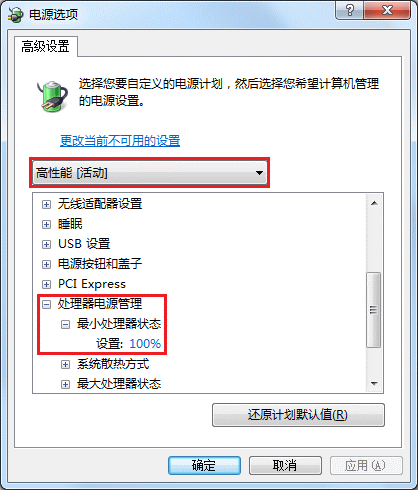 电源选项
高级设置
选择您要自定义的电源计划，然后选择您希望计算机管理
的电源设置。
更改当前不可用的设置
高性能 [活动]
无线适配器设置
睡眠
USB 设置
电源按钮和盖子
PCI Express
处理器电源管理
最小处理器状态
设置: 100%
系统散热方式
最大处理器状态
还原计划默认值(R)
确定
取消
应用 (A)